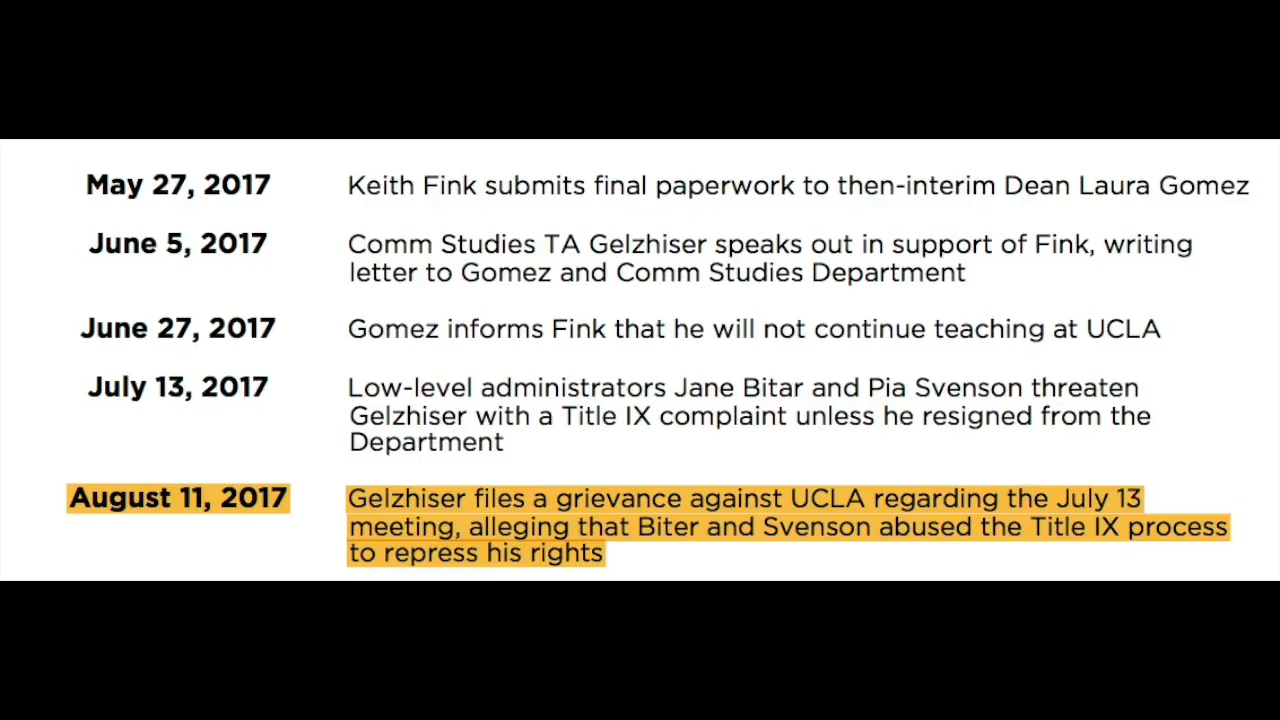 May 27, 2017 Keith Fink submits final paperwork to then-interim Dean Laura Gomez
June 5, 2017 Comm Studies TA Gelzhiser speaks out in support of Fink, writing
letter to Gomez and Comm Studies Department
June 27, 2017 Gomez informs Fink that he will not continue teaching at UCLA
July 13, 2017 Low-level administrators Jane Bitar and Pia Svenson threaten
Gelzhiser with a Title IX complaint unless he resigned from the
Department
August 11, 2017 Gelzhiser files a grievance against UCLA regarding the July 13
meeting, alleging that Biter and Svenson abused the Title IX process
to repress his rights